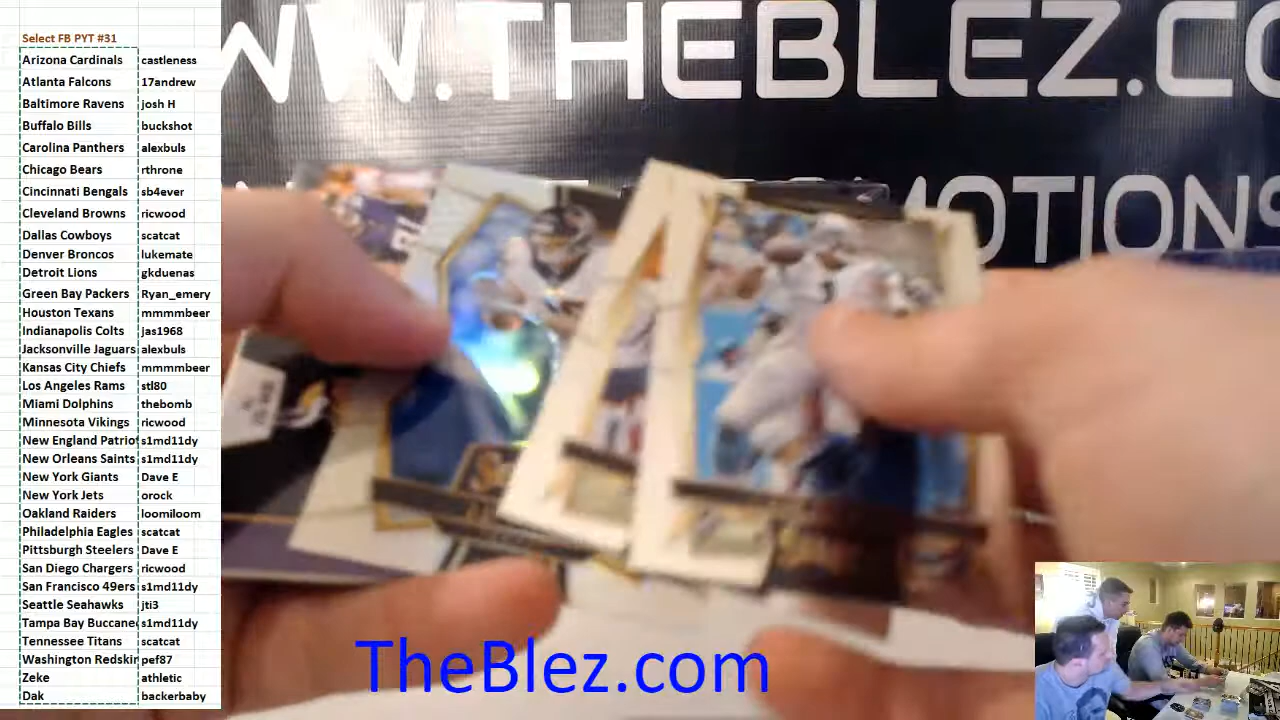 Select FB PYT #31
Arizona Cardinals castleness
Atlanta Falcons 17andrew
Baltimore Ravens josh H
Buffalo Bills buckshot
Carolina Panthers alexbuls
Chicago Bears rthrone
Cincinnati Bengals sb4ever
Cleveland Browns ricwood
Dallas Cowboys scatcat
Denver Broncos lukemate
Detroit Lions gkduenas
Green Bay Packers Ryan_emery
Houston Texans mmmmbeer
Indianapolis Colts jas1968
Jacksonville Jaguars alexbuls
Kansas City Chiefs mmmmbeer
Los Angeles Rams stl80
Miami Dolphins thebomb
Minnesota Vikings ricwood
New England Patriot s1md11dy
New Orleans Saints s1md11dy
New York Giants Dave E
New York Jets orock
Oakland Raiders loomiloom
Philadelphia Eagles scatcat
Pittsburgh Steelers Dave E
San Diego Chargers ricwood
San Francisco 49ers s1md11dy
Seattle Seahawks jti3
Tampa Bay Buccanee s1md11dy
Tennessee Titans scatcat
Washington Redskin pef87
Zeke athletic
Dak backerbaby
WWW.THEBLEZ.CO
OTIONS
TheBlez.com